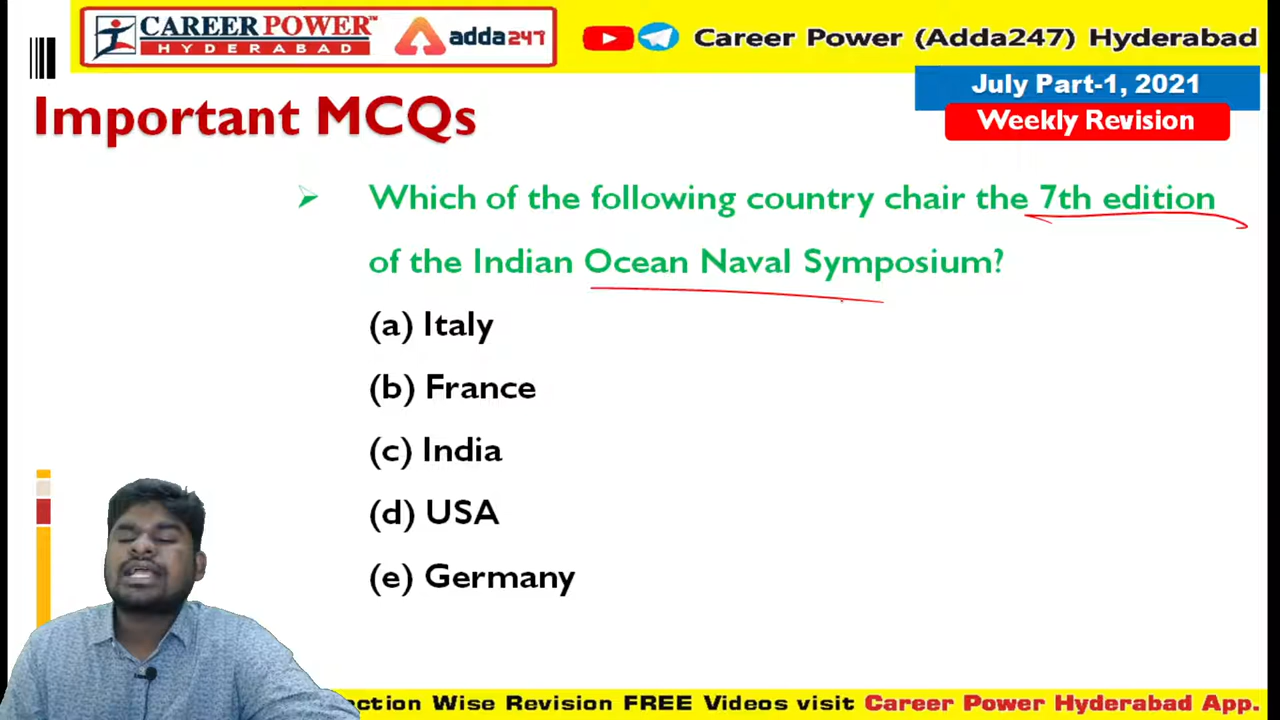 CAREER POWER™
HYDERABAD
adda247
Career Power (Adda247) Hyderabad
July Part-1, 2021
Weekly Revision
Important MCQs
Which of the following country chair the 7th edition
of the Indian Ocean Naval Symposium?
(a) Italy
(b) France
(c) India
(d) USA
(e) Germany
ction Wise Revision FREE Videos visit Career Power Hyderabad App.